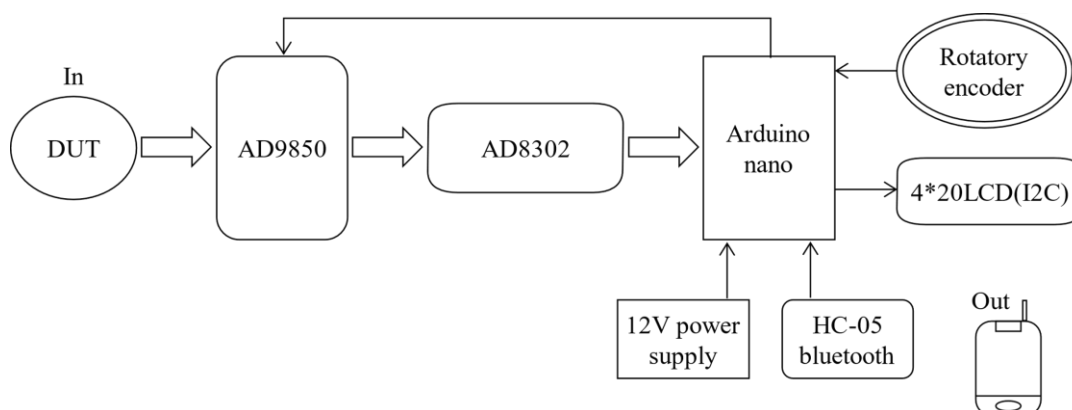 In
DUT
AD9850
AD8302
Arduino
nano
Rotatory
encoder
4*20LCD(I2C)
12V power
supply
HC-05
bluetooth
Out